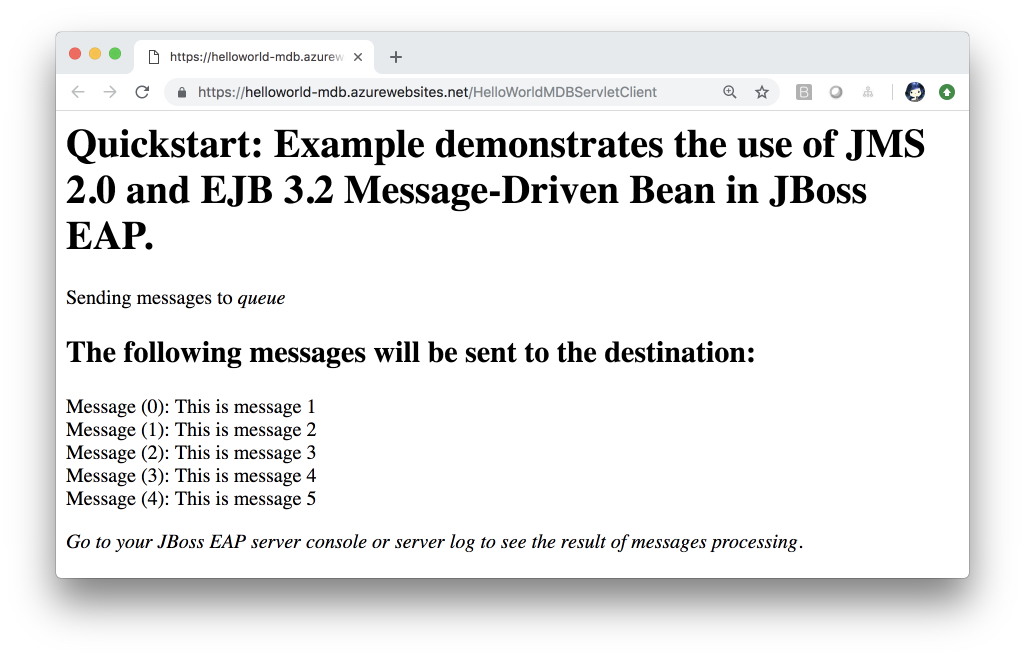 https://helloworld-mdb.azurew
https://helloworld-mdb.azurewebsites.net/HelloWorldMDBServletClient
B
Quickstart: Example demonstrates the use of JMS
2.0 and EJB 3.2 Message-Driven Bean in JBoss
EAP.
Sending messages to queue
The following messages will be sent to the destination:
Message (0): This is message 1
Message (1): This is message 2
Message (2): This is message 3
Message (3): This is message 4
Message (4): This is message 5
Go to your JBoss EAP server console or server log to see the result of messages processing.